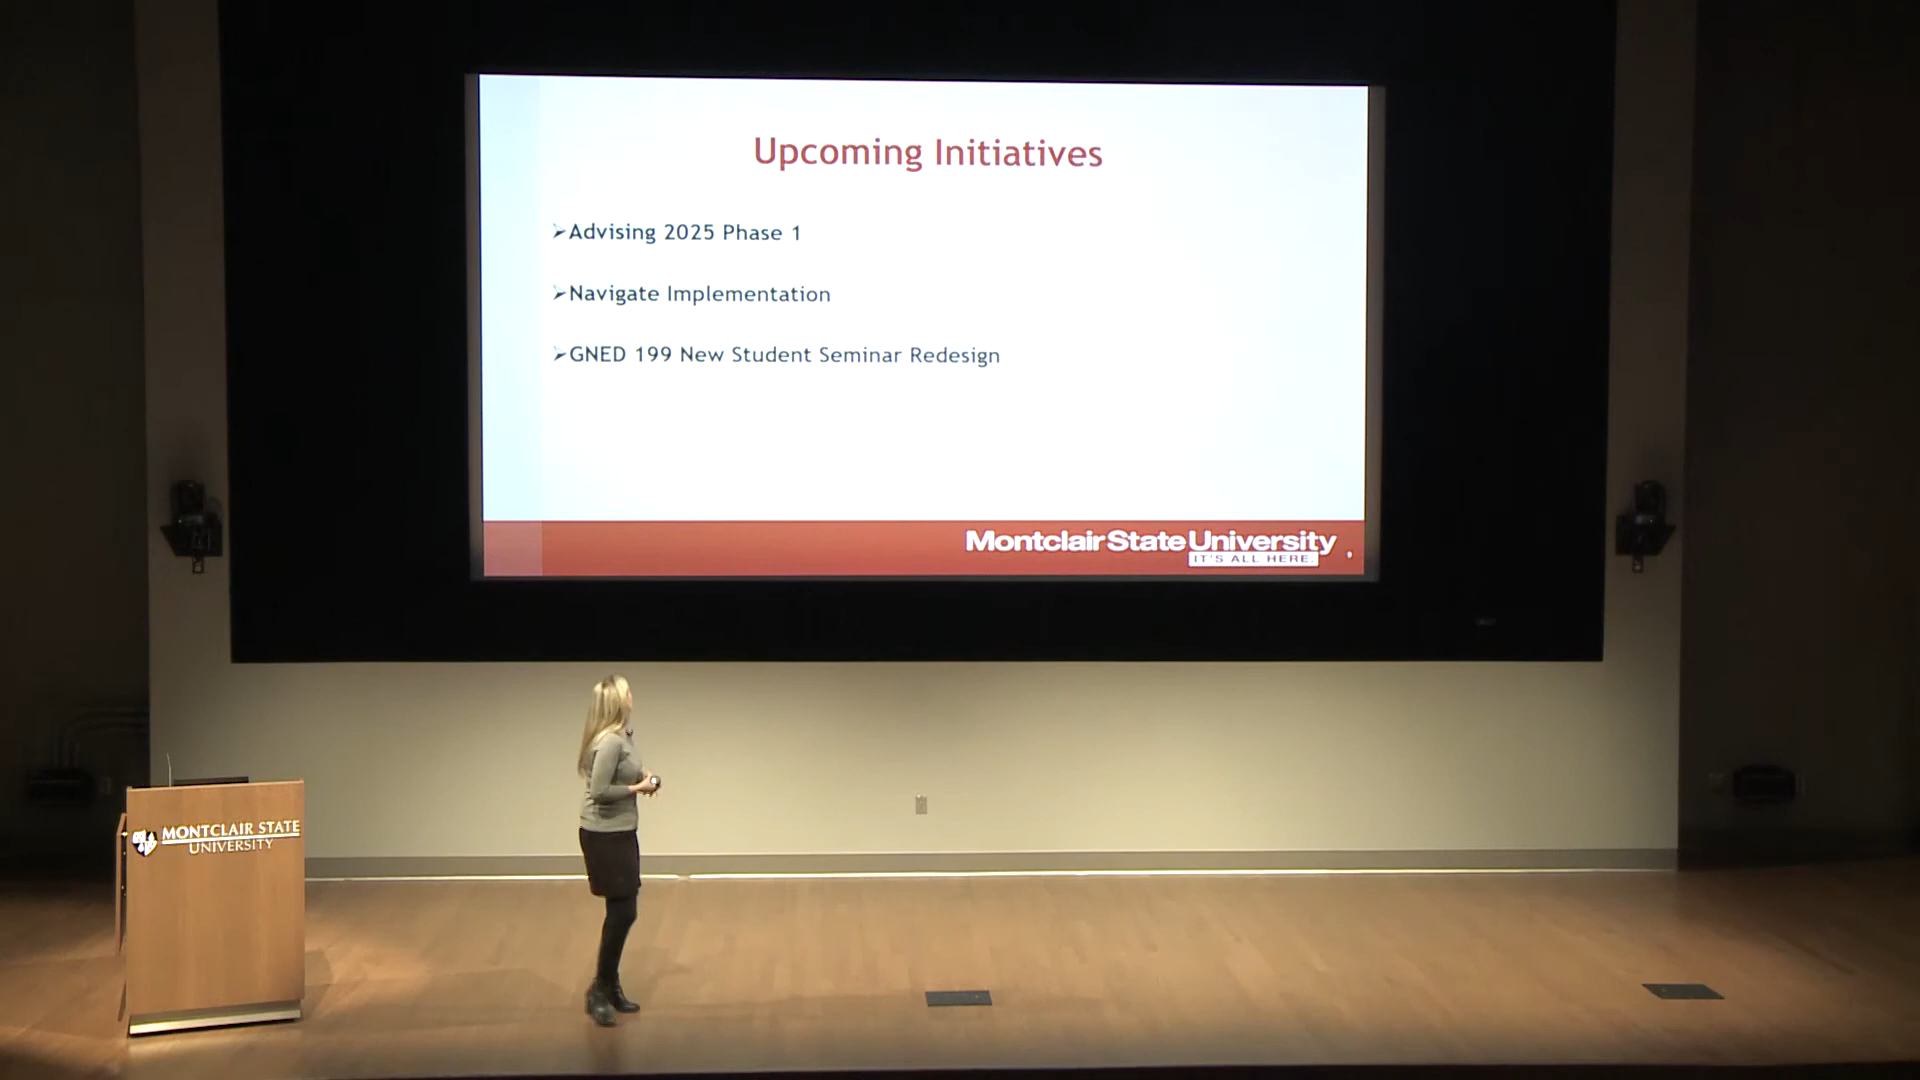 Upcoming Initiatives
➢Advising 2025 Phase 1
➢Navigate Implementation
➢GNED 199 New Student Seminar Redesign
Montclair State University
IT'S ALL HERE.
MONTCLAIR STATE
UNIVERSITY